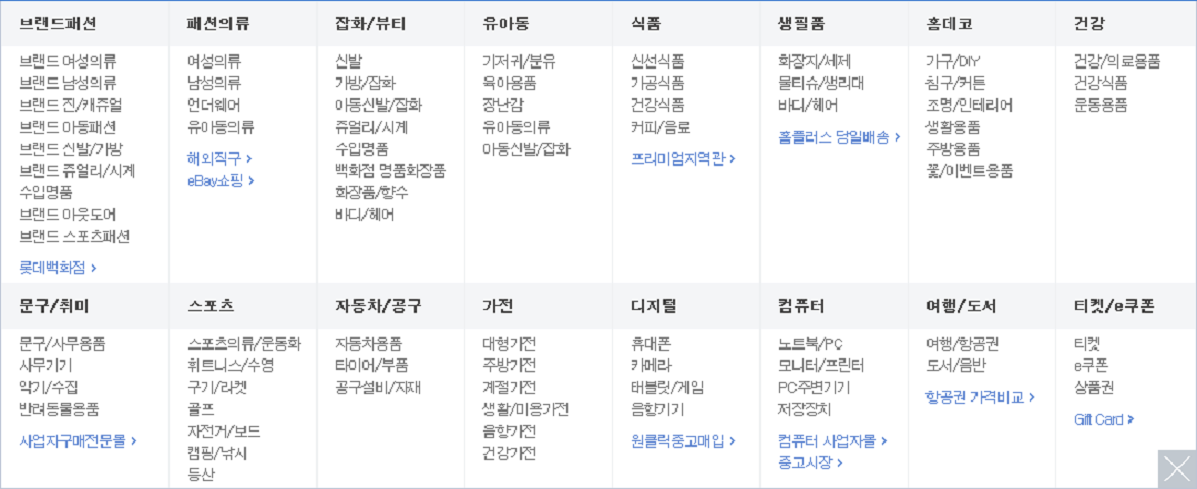 브랜드패션
브랜드 여성의류
브랜드 남성의류
브랜드 진/캐쥬얼
브랜드 아동패션
브랜드 신발/가방
브랜드 쥬얼리/시계
수입명품
브랜드 아웃도어
브랜드 스포츠패션
롯데백화점 >
패션의류
여성의류
남성의류
언더웨어
유아동의류
해외직구 >
eBay쇼핑 >
잡화/뷰티
신발
가방/잡화
아동신발/잡화
쥬얼리/시계
수입명품
백화점 명품화장품
화장품/향수
바디/헤어
유아동
기저귀/분유
육아용품
장난감
유아동의류
아동신발/잡화
식품
신선식품
가공식품
건강식품
커피/음료
프리미엄지역관 >
생필품
화장지/세제
물티슈/생리대
바디/헤어
홈플러스 당일배송 >
홈데코
가구/DIY
침구/커튼
조명/인테리어
생활용품
주방용품
꽃/이벤트용품
건강
건강/의료용품
건강식품
운동용품
문구/취미
문구/사무용품
사무기기
악기/수집
반려동물용품
사업자구매전문몰 >
스포츠
스포츠의류/운동화
휘트니스/수영
구기/라켓
골프
자전거/보드
캠핑/낚시
등산
자동차/공구
자동차용품
타이어/부품
공구설비/자재
가전
대형가전
주방가전
계절가전
생활/미용가전
음향가전
건강가전
디지털
휴대폰
카메라
태블릿/게임
음향기기
원클릭중고매입 >
컴퓨터
노트북/PC
모니터/프린터
PC주변기기
저장장치
컴퓨터 사업자몰 >
중고시장 >
여행/도서
여행/항공권
도서/음반
항공권 가격비교 >
티켓/e쿠폰
티켓
e쿠폰
상품권
Gift Card >